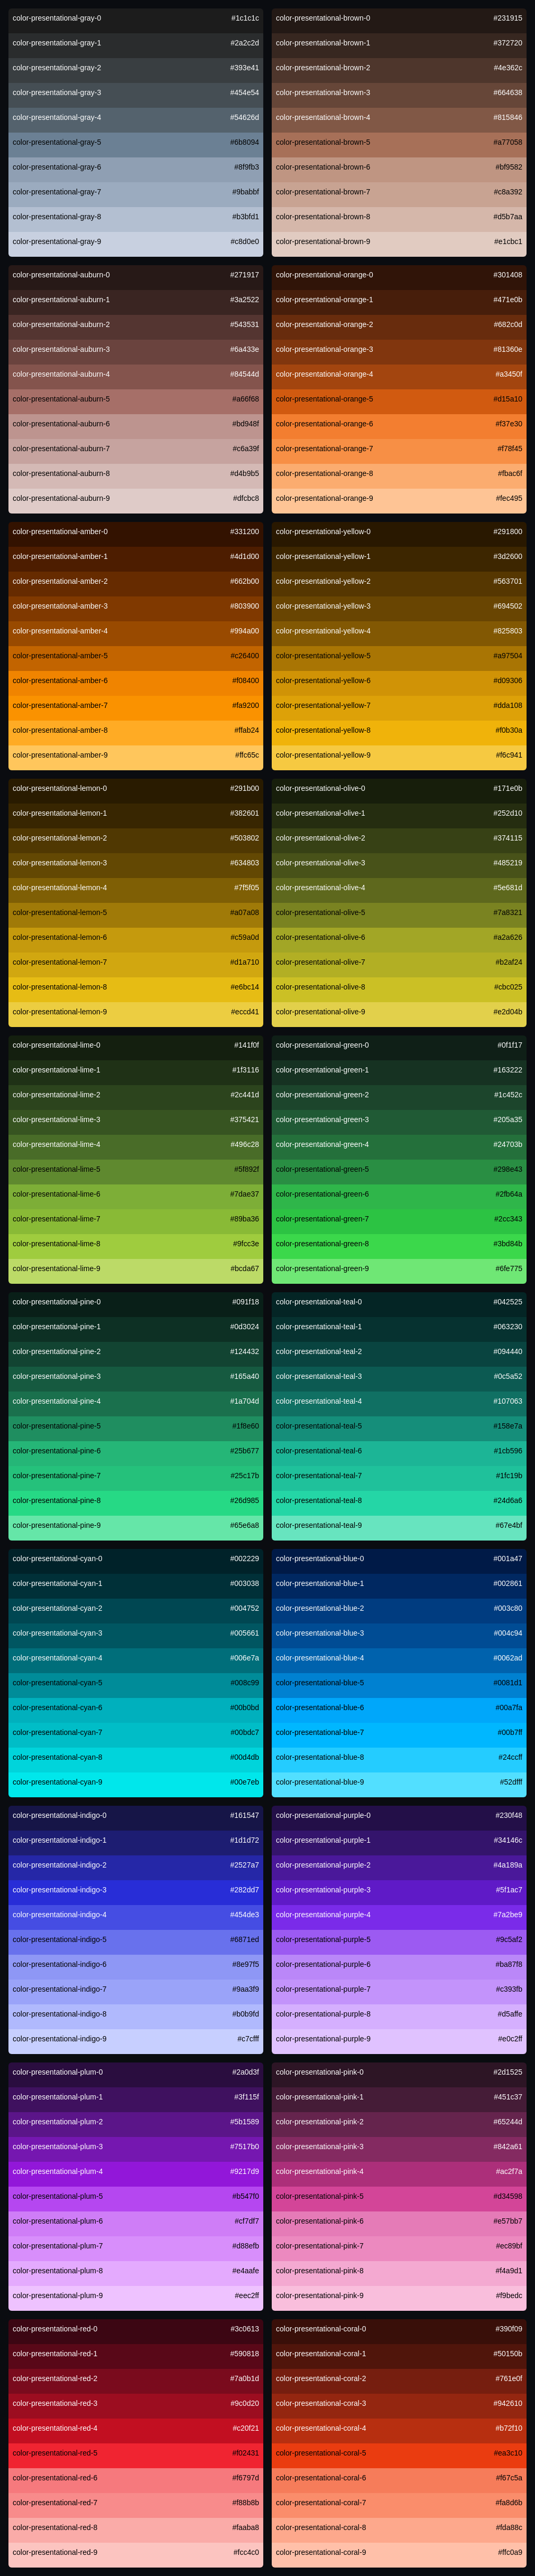 color-presentational-gray-0 #1c1c1c
color-presentational-gray-1 #2a2c2d
color-presentational-gray-2 #393e41
color-presentational-gray-3 #454e54
color-presentational-gray-4 #54626d
color-presentational-gray-5 #6b8094
color-presentational-gray-6 #8f9fb3
color-presentational-gray-7 #9babbf
color-presentational-gray-8 #b3bfd1
color-presentational-gray-9 #c8d0e0
color-presentational-brown-0 #231915
color-presentational-brown-1 #372720
color-presentational-brown-2 #4e362c
color-presentational-brown-3 #664638
color-presentational-brown-4 #815846
color-presentational-brown-5 #a77058
color-presentational-brown-6 #bf9582
color-presentational-brown-7 #c8a392
color-presentational-brown-8 #d5b7aa
color-presentational-brown-9 #e1cbc1
color-presentational-auburn-0 #271917
color-presentational-auburn-1 #3a2522
color-presentational-auburn-2 #543531
color-presentational-auburn-3 #6a433e
color-presentational-auburn-4 #84544d
color-presentational-auburn-5 #a66f68
color-presentational-auburn-6 #bd948f
color-presentational-auburn-7 #c6a39f
color-presentational-auburn-8 #d4b9b5
color-presentational-auburn-9 #dfcbc8
color-presentational-orange-0 #301408
color-presentational-orange-1 #471e0b
color-presentational-orange-2 #682c0d
color-presentational-orange-3 #81360e
color-presentational-orange-4 #a3450f
color-presentational-orange-5 #d15a10
color-presentational-orange-6 #f37e30
color-presentational-orange-7 #f78f45
color-presentational-orange-8 #fbac6f
color-presentational-orange-9 #fec495
color-presentational-amber-0 #331200
color-presentational-amber-1 #4d1d00
color-presentational-amber-2 #662b00
color-presentational-amber-3 #803900
color-presentational-amber-4 #994a00
color-presentational-amber-5 #c26400
color-presentational-amber-6 #f08400
color-presentational-amber-7 #fa9200
color-presentational-amber-8 #ffab24
color-presentational-amber-9 #ffc65c
color-presentational-yellow-0 #291800
color-presentational-yellow-1 #3d2600
color-presentational-yellow-2 #563701
color-presentational-yellow-3 #694502
color-presentational-yellow-4 #825803
color-presentational-yellow-5 #a97504
color-presentational-yellow-6 #d09306
color-presentational-yellow-7 #dda108
color-presentational-yellow-8 #f0b30a
color-presentational-yellow-9 #f6c941
color-presentational-lemon-0 #291b00
color-presentational-lemon-1 #382601
color-presentational-lemon-2 #503802
color-presentational-lemon-3 #634803
color-presentational-lemon-4 #7f5f05
color-presentational-lemon-5 #a07a08
color-presentational-lemon-6 #c59a0d
color-presentational-lemon-7 #d1a710
color-presentational-lemon-8 #e6bc14
color-presentational-lemon-9 #eccd41
color-presentational-olive-0 #171e0b
color-presentational-olive-1 #252d10
color-presentational-olive-2 #374115
color-presentational-olive-3 #485219
color-presentational-olive-4 #5e681d
color-presentational-olive-5 #7a8321
color-presentational-olive-6 #a2a626
color-presentational-olive-7 #b2af24
color-presentational-olive-8 #cbc025
color-presentational-olive-9 #e2d04b
color-presentational-lime-0 #141f0f
color-presentational-lime-1 #1f3116
color-presentational-lime-2 #2c441d
color-presentational-lime-3 #375421
color-presentational-lime-4 #496c28
color-presentational-lime-5 #5f892f
color-presentational-lime-6 #7dae37
color-presentational-lime-7 #89ba36
color-presentational-lime-8 #9fcc3e
color-presentational-lime-9 #bcda67
color-presentational-green-0 #0f1f17
color-presentational-green-1 #163222
color-presentational-green-2 #1c452c
color-presentational-green-3 #205a35
color-presentational-green-4 #24703b
color-presentational-green-5 #298e43
color-presentational-green-6 #2fb64a
color-presentational-green-7 #2cc343
color-presentational-green-8 #3bd84b
color-presentational-green-9 #6fe775
color-presentational-pine-0 #091f18
color-presentational-pine-1 #0d3024
color-presentational-pine-2 #124432
color-presentational-pine-3 #165a40
color-presentational-pine-4 #1a704d
color-presentational-pine-5 #1f8e60
color-presentational-pine-6 #25b677
color-presentational-pine-7 #25c17b
color-presentational-pine-8 #26d985
color-presentational-pine-9 #65e6a8
color-presentational-teal-0 #042525
color-presentational-teal-1 #063230
color-presentational-teal-2 #094440
color-presentational-teal-3 #0c5a52
color-presentational-teal-4 #107063
color-presentational-teal-5 #158e7a
color-presentational-teal-6 #1cb596
color-presentational-teal-7 #1fc19b
color-presentational-teal-8 #24d6a6
color-presentational-teal-9 #67e4bf
color-presentational-cyan-0 #002229
color-presentational-cyan-1 #003038
color-presentational-cyan-2 #004752
color-presentational-cyan-3 #005661
color-presentational-cyan-4 #006e7a
color-presentational-cyan-5 #008c99
color-presentational-cyan-6 #00b0bd
color-presentational-cyan-7 #00bdc7
color-presentational-cyan-8 #00d4db
color-presentational-cyan-9 #00e7eb
color-presentational-blue-0 #001a47
color-presentational-blue-1 #002861
color-presentational-blue-2 #003c80
color-presentational-blue-3 #004c94
color-presentational-blue-4 #0062ad
color-presentational-blue-5 #0081d1
color-presentational-blue-6 #00a7fa
color-presentational-blue-7 #00b7ff
color-presentational-blue-8 #24ccff
color-presentational-blue-9 #52dfff
color-presentational-indigo-0 #161547
color-presentational-indigo-1 #1d1d72
color-presentational-indigo-2 #2527a7
color-presentational-indigo-3 #282dd7
color-presentational-indigo-4 #454de3
color-presentational-indigo-5 #6871ed
color-presentational-indigo-6 #8e97f5
color-presentational-indigo-7 #9aa3f9
color-presentational-indigo-8 #b0b9fd
color-presentational-indigo-9 #c7cfff
color-presentational-purple-0 #230f48
color-presentational-purple-1 #34146c
color-presentational-purple-2 #4a189a
color-presentational-purple-3 #5f1ac7
color-presentational-purple-4 #7a2be9
color-presentational-purple-5 #9c5af2
color-presentational-purple-6 #ba87f8
color-presentational-purple-7 #c393fb
color-presentational-purple-8 #d5affe
color-presentational-purple-9 #e0c2ff
color-presentational-plum-0 #2a0d3f
color-presentational-plum-1 #3f115f
color-presentational-plum-2 #5b1589
color-presentational-plum-3 #7517b0
color-presentational-plum-4 #9217d9
color-presentational-plum-5 #b547f0
color-presentational-plum-6 #cf7df7
color-presentational-plum-7 #d88efb
color-presentational-plum-8 #e4aafe
color-presentational-plum-9 #eec2ff
color-presentational-pink-0 #2d1525
color-presentational-pink-1 #451c37
color-presentational-pink-2 #65244d
color-presentational-pink-3 #842a61
color-presentational-pink-4 #ac2f7a
color-presentational-pink-5 #d34598
color-presentational-pink-6 #e57bb7
color-presentational-pink-7 #ec89bf
color-presentational-pink-8 #f4a9d1
color-presentational-pink-9 #f9bedc
color-presentational-red-0 #3c0613
color-presentational-red-1 #590818
color-presentational-red-2 #7a0b1d
color-presentational-red-3 #9c0d20
color-presentational-red-4 #c20f21
color-presentational-red-5 #f02431
color-presentational-red-6 #f6797d
color-presentational-red-7 #f88b8b
color-presentational-red-8 #faaba8
color-presentational-red-9 #fcc4c0
color-presentational-coral-0 #390f09
color-presentational-coral-1 #50150b
color-presentational-coral-2 #761e0f
color-presentational-coral-3 #942610
color-presentational-coral-4 #b72f10
color-presentational-coral-5 #ea3c10
color-presentational-coral-6 #f67c5a
color-presentational-coral-7 #fa8d6b
color-presentational-coral-8 #fda88c
color-presentational-coral-9 #ffc0a9